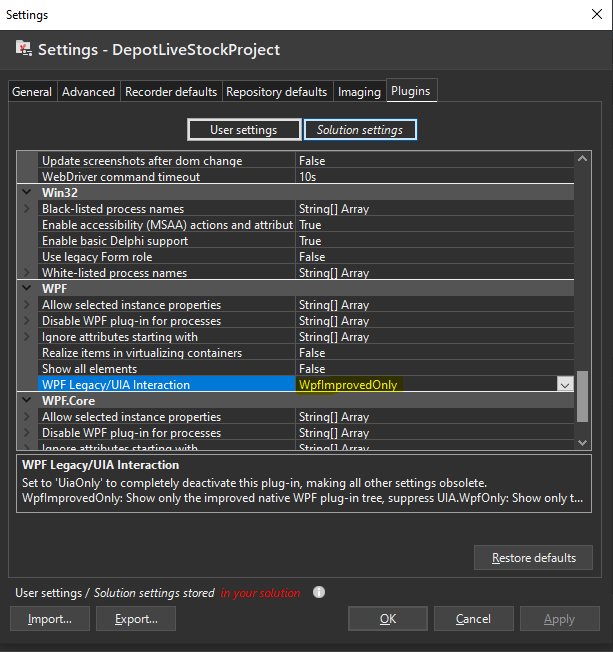 Settings
Settings - DepotLiveStockProject
General Advanced Recorder defaults Repository defaults Imaging Plugins
User settings Solution settings
Update screenshots after dom change False
WebDriver command timeout 10s
Win32
Black-listed process names String[] Array
Enable accessibility (MSAA) actions and attribut True
Enable basic Delphi support True
Use legacy Form role False
White-listed process names String[] Array
WPF
Allow selected instance properties String[] Array
Disable WPF plug-in for processes String[] Array
Ignore attributes starting with String[] Array
Realize items in virtualizing containers False
Show all elements False
WPF Legacy/UIA Interaction WpfImprovedOnly
WPF.Core
Allow selected instance properties String[] Array
Disable WPF plug-in for processes String[] Array
Ignore attributes starting with String[] Array
WPF Legacy/UIA Interaction
Set to 'UiaOnly' to completely deactivate this plug-in, making all other settings obsolete.
WpfImprovedOnly: Show only the improved native WPF plug-in tree, suppress UIA.WpfOnly: Show only t...
Restore defaults
User settings / Solution settings stored in your solution
Import... Export... OK Cancel Apply